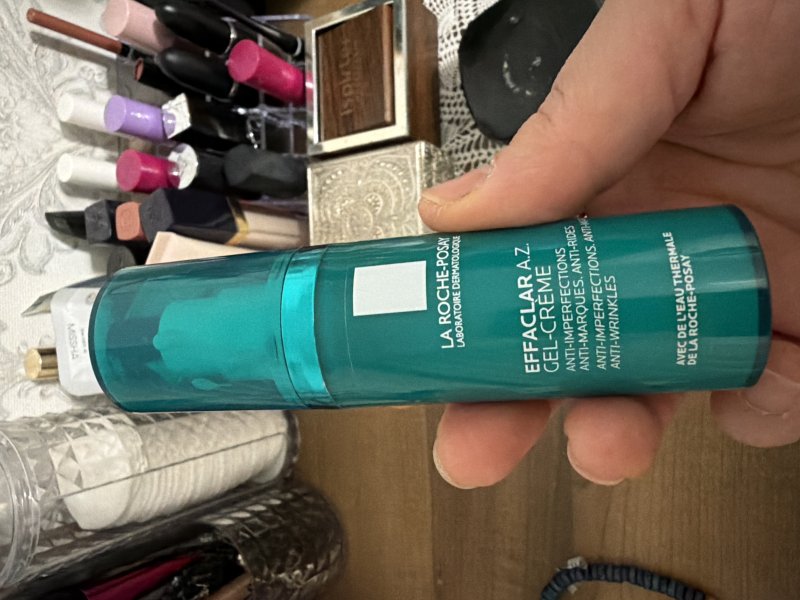 LA ROCHE-POSAY
LABORATOIRE DERMATOLOGIQUE
EFFACLAR A.Z.
GEL-CRÈME
ANTI-IMPERFECTIONS
ANTI-MARQUES. ANTI-RIDES
ANTI-IMPERFECTIONS.
ANTI-WRINKLES
AVEC DE L'EAU THERMALE
DE LA ROCHE-POSAY
MISSHA